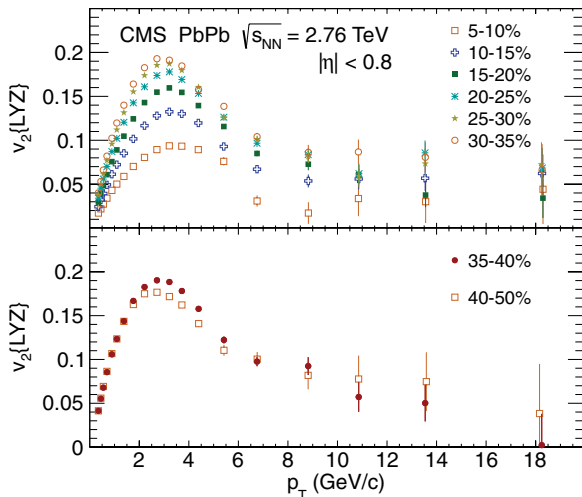 CMS PbPb √sNN = 2.76 TeV
|η| < 0.8
5-10%
10-15%
15-20%
20-25%
25-30%
30-35%
v2{LYZ}
0.2
0.15
0.1
0.05
35-40%
40-50%
v2{LYZ}
0.2
0.15
0.1
0.05
0
2 4 6 8 10 12 14 16 18
pT (GeV/c)